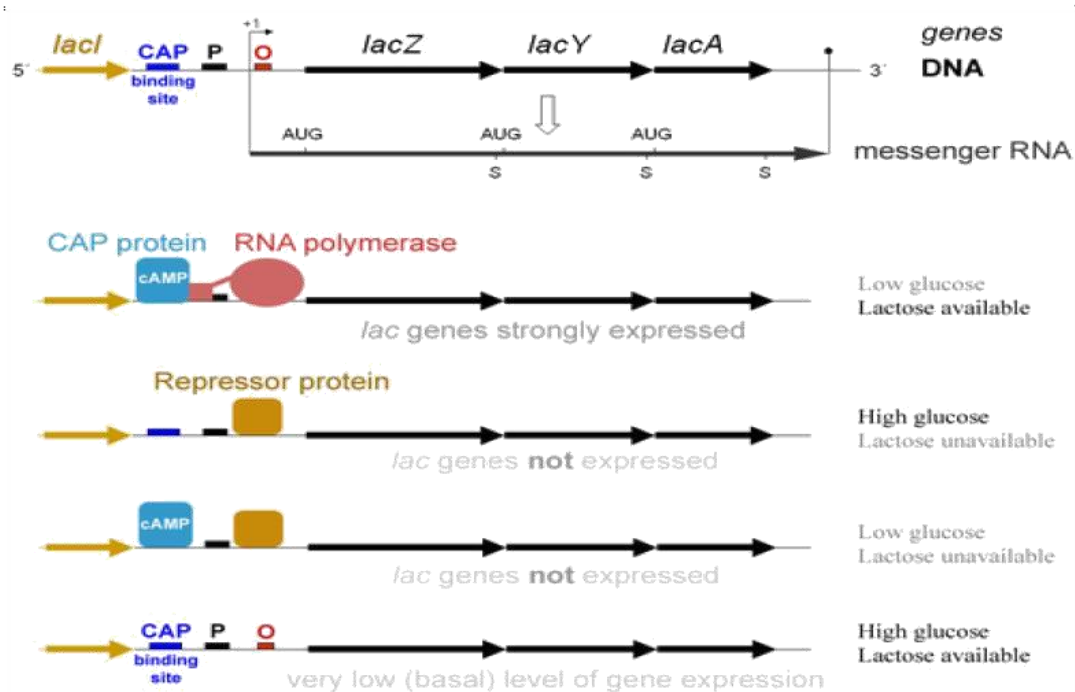 lacI
CAP
binding
site
P
+1
O
lacZ
lacY
lacA
genes
DNA
5´
3´
AUG
AUG
AUG
messenger RNA
S
S
S
CAP protein
RNA polymerase
cAMP
Low glucose
Lactose available
lac genes strongly expressed
Repressor protein
High glucose
Lactose unavailable
lac genes not expressed
cAMP
Low glucose
Lactose unavailable
lac genes not expressed
CAP
binding
site
P
O
High glucose
Lactose available
very low (basal) level of gene expression